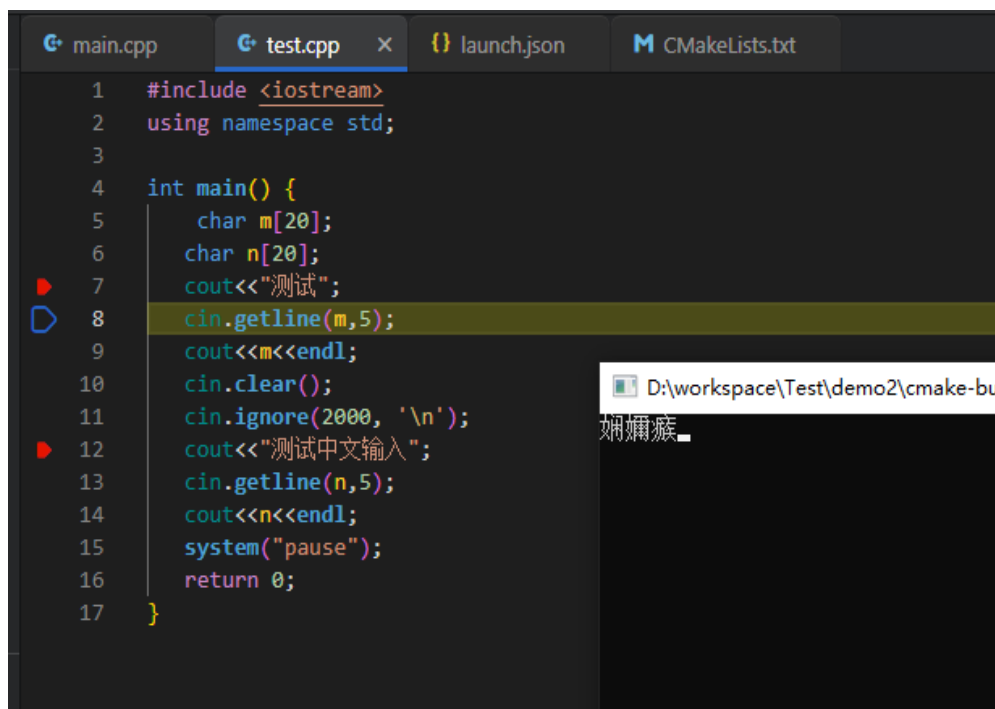 main.cpp test.cpp × {} launch.json M CMakeLists.txt
1 #include <iostream>
2 using namespace std;
3
4 int main() {
5 char m[20];
6 char n[20];
7 cout<<"测试";
8 cin.getline(m,5);
9 cout<<m<<endl;
10 cin.clear();
11 cin.ignore(2000, '\n');
12 cout<<"测试中文输入";
13 cin.getline(n,5);
14 cout<<n<<endl;
15 system("pause");
16 return 0;
17 }
D:\workspace\Test\demo2\cmake-bu
娴嬭瘯